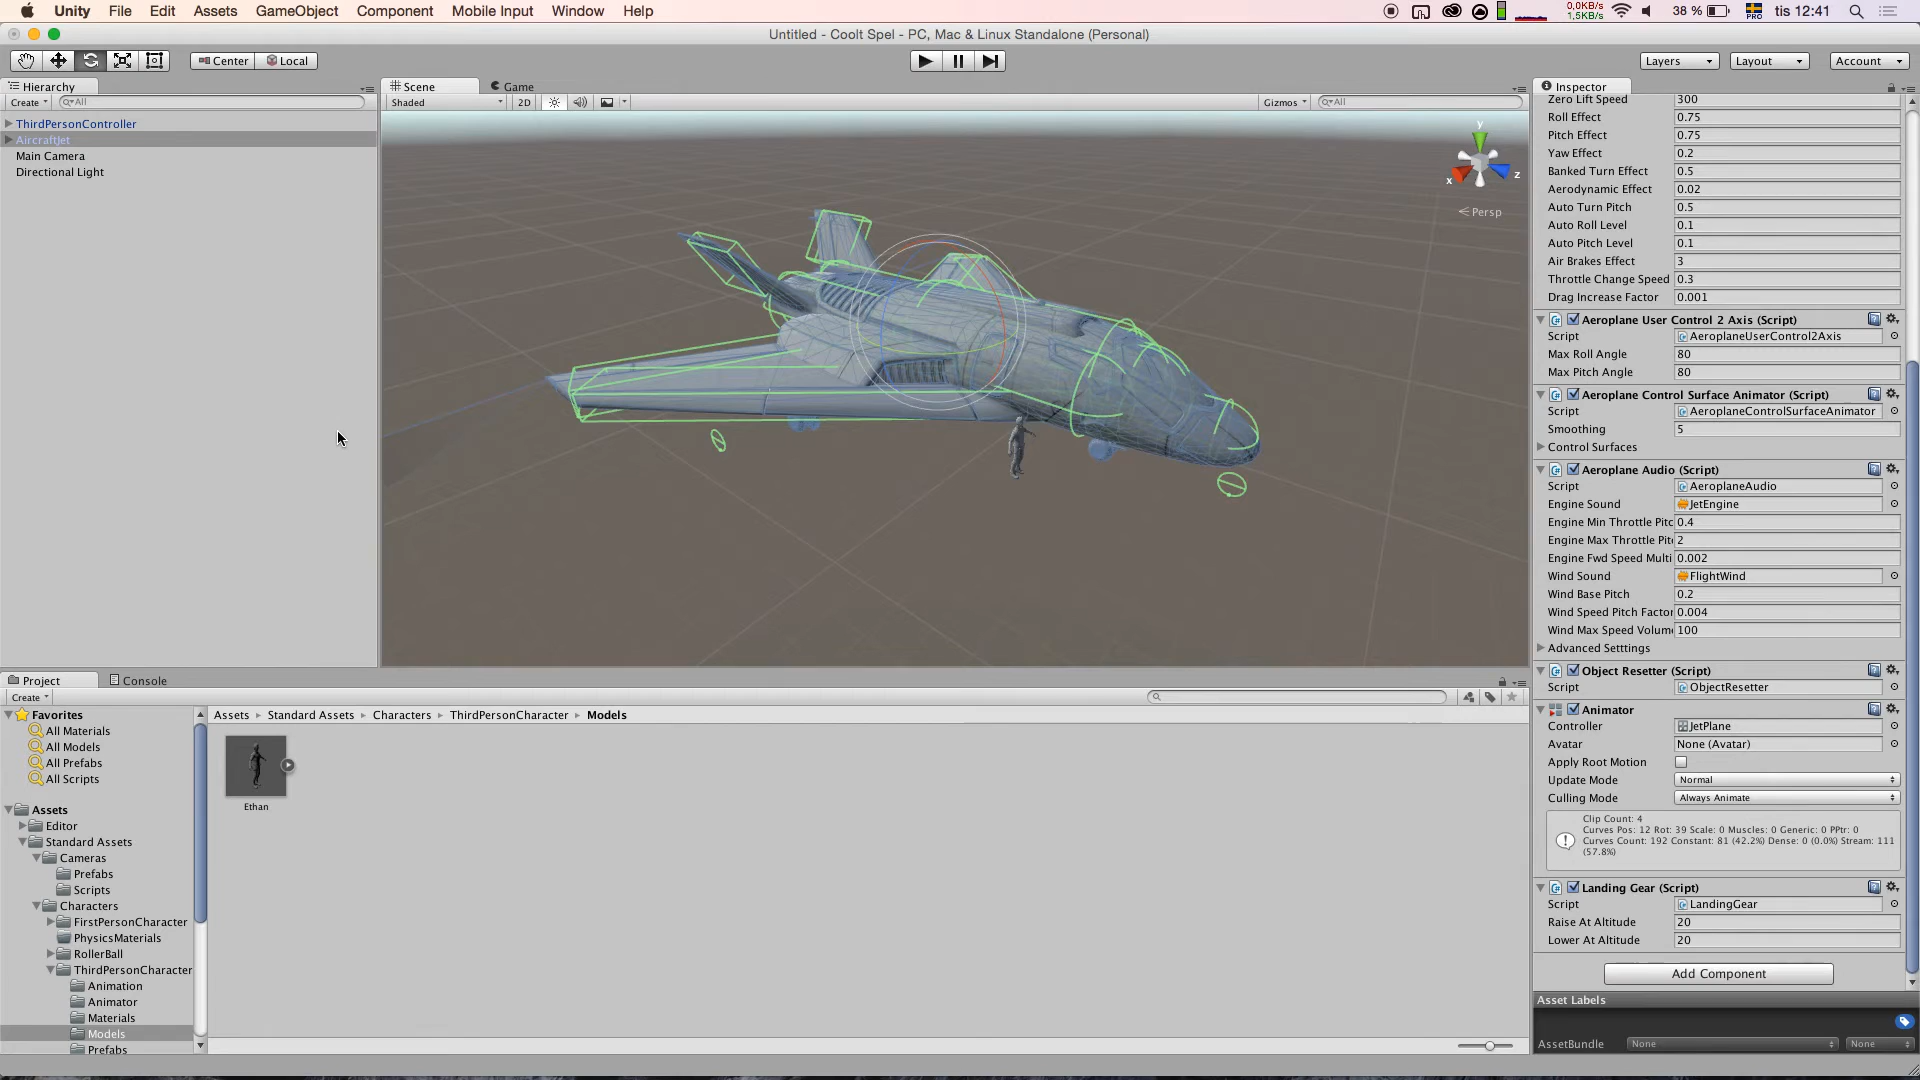 Unity File Edit Assets GameObject Component Mobile Input Window Help 0,0KB/s 1,5KB/s 38 % PRO tis 12:41
Untitled - Coolt Spel - PC, Mac & Linux Standalone (Personal)
Center Local Layers Layout Account
Hierarchy
Create All
ThirdPersonController
AircraftJet
Main Camera
Directional Light
Scene Game
Shaded 2D Gizmos All
y
x z
Persp
Inspector
Zero Lift Speed 300
Roll Effect 0.75
Pitch Effect 0.75
Yaw Effect 0.2
Banked Turn Effect 0.5
Aerodynamic Effect 0.02
Auto Turn Pitch 0.5
Auto Roll Level 0.1
Auto Pitch Level 0.1
Air Brakes Effect 3
Throttle Change Speed 0.3
Drag Increase Factor 0.001
Aeroplane User Control 2 Axis (Script)
Script AeroplaneUserControl2Axis
Max Roll Angle 80
Max Pitch Angle 80
Aeroplane Control Surface Animator (Script)
Script AeroplaneControlSurfaceAnimator
Smoothing 5
Control Surfaces
Aeroplane Audio (Script)
Script AeroplaneAudio
Engine Sound JetEngine
Engine Min Throttle Pitc 0.4
Engine Max Throttle Pit 2
Engine Fwd Speed Multi 0.002
Wind Sound FlightWind
Wind Base Pitch 0.2
Wind Speed Pitch Factor 0.004
Wind Max Speed Volum 100
Advanced Setttings
Object Resetter (Script)
Script ObjectResetter
Animator
Controller JetPlane
Avatar None (Avatar)
Apply Root Motion
Update Mode Normal
Culling Mode Always Animate
Clip Count: 4
Curves Pos: 12 Rot: 39 Scale: 0 Muscles: 0 Generic: 0 PPtr: 0
Curves Count: 192 Constant: 81 (42.2%) Dense: 0 (0.0%) Stream: 111
(57.8%)
Landing Gear (Script)
Script LandingGear
Raise At Altitude 20
Lower At Altitude 20
Add Component
Asset Labels
AssetBundle None None
Project Console
Create
Favorites
All Materials
All Models
All Prefabs
All Scripts
Assets
Editor
Standard Assets
Cameras
Prefabs
Scripts
Characters
FirstPersonCharacter
PhysicsMaterials
RollerBall
ThirdPersonCharacter
Animation
Animator
Materials
Models
Prefabs
Assets Standard Assets Characters ThirdPersonCharacter Models
Ethan